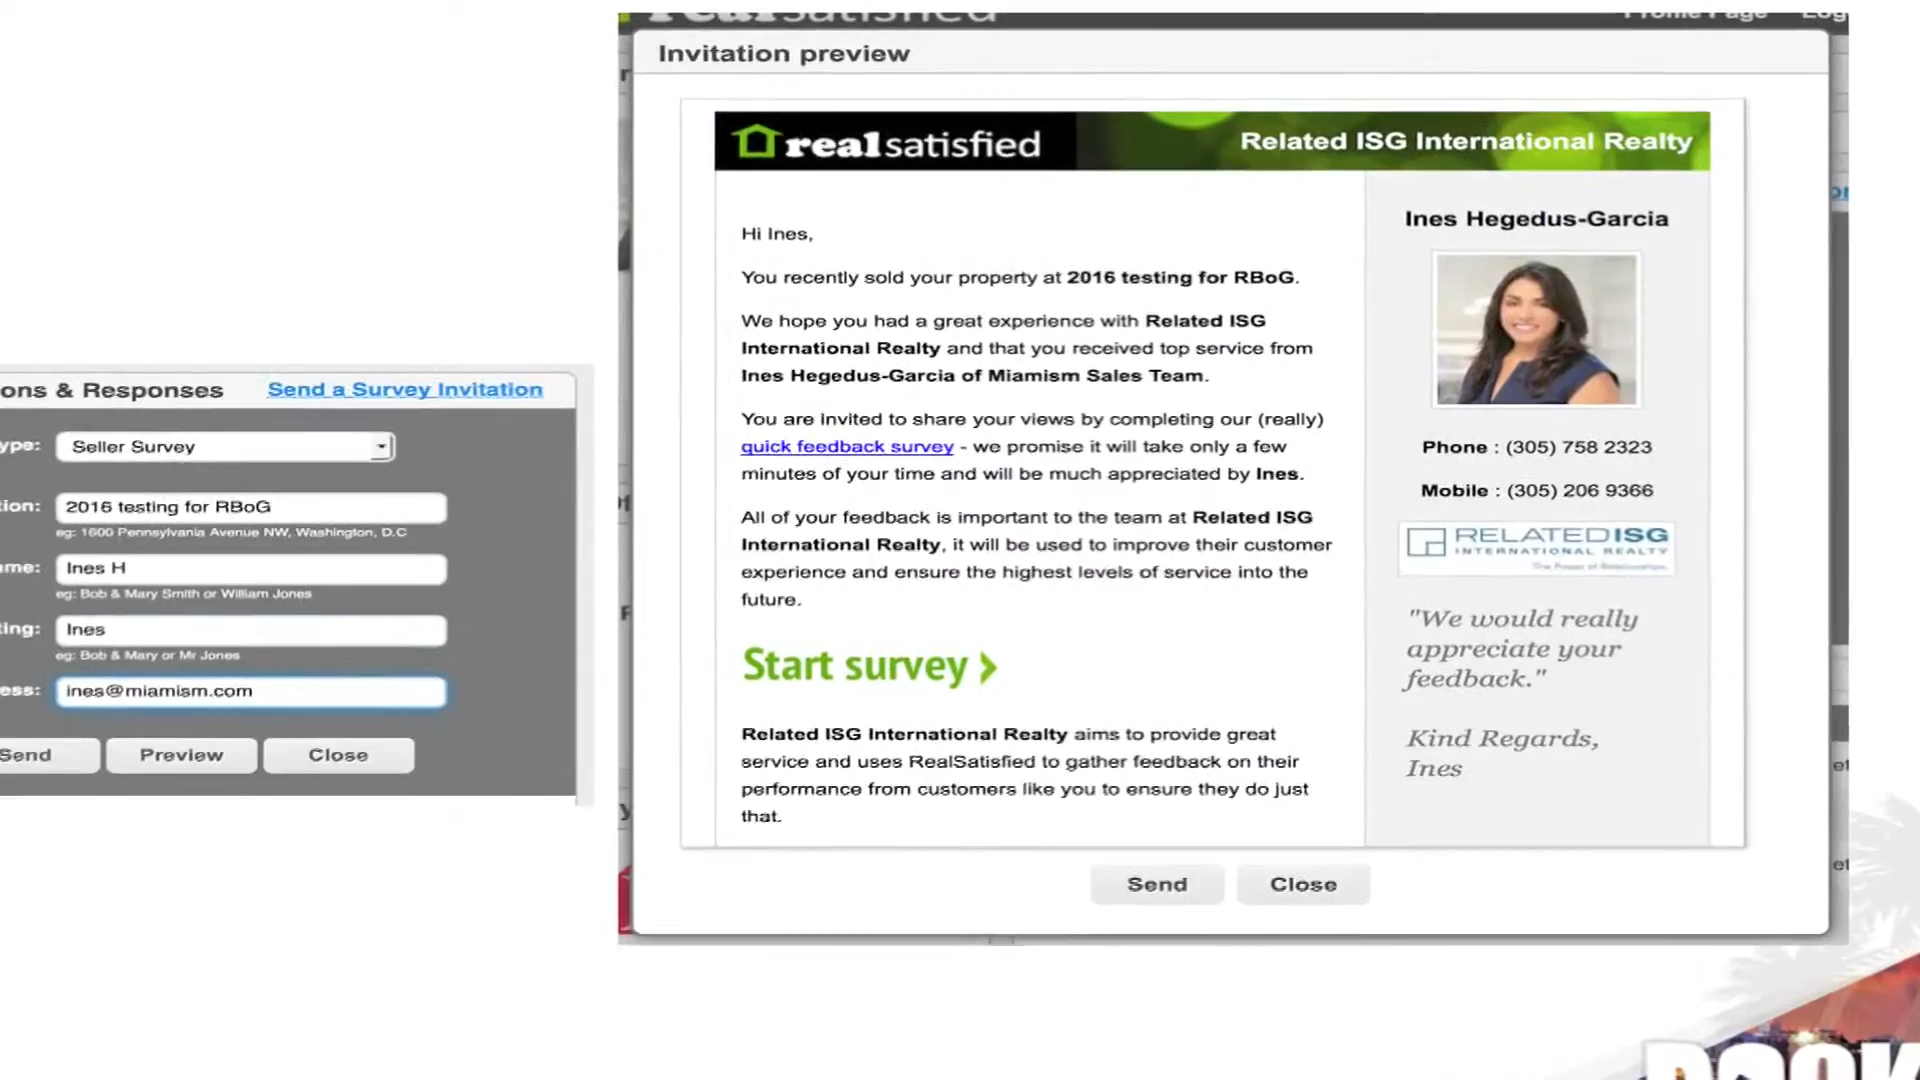 realsatisfied
Profile Page
Invitation preview
realsatisfied
Related ISG International Realty
Hi Ines,
You recently sold your property at 2016 testing for RBoG.
We hope you had a great experience with Related ISG
International Realty and that you received top service from
Ines Hegedus-Garcia of Miamism Sales Team.
You are invited to share your views by completing our (really)
quick feedback survey - we promise it will take only a few
minutes of your time and will be much appreciated by Ines.
All of your feedback is important to the team at Related ISG
International Realty, it will be used to improve their customer
experience and ensure the highest levels of service into the
future.
Start survey
Related ISG International Realty aims to provide great
service and uses RealSatisfied to gather feedback on their
performance from customers like you to ensure they do just
that.
Ines Hegedus-Garcia
Phone : (305) 758 2323
Mobile : (305) 206 9366
RELATEDISG
INTERNATIONAL REALTY
The Power of Relationships.
"We would really
appreciate your
feedback."
Kind Regards,
Ines
Send Close
ons & Responses Send a Survey Invitation
ype: Seller Survey
tion: 2016 testing for RBoG
eg: 1600 Pennsylvania Avenue NW, Washington, D.C
ame: Ines H
eg: Bob & Mary Smith or William Jones
ting: Ines
eg: Bob & Mary or Mr Jones
ess: ines@miamism.com
Send Preview Close